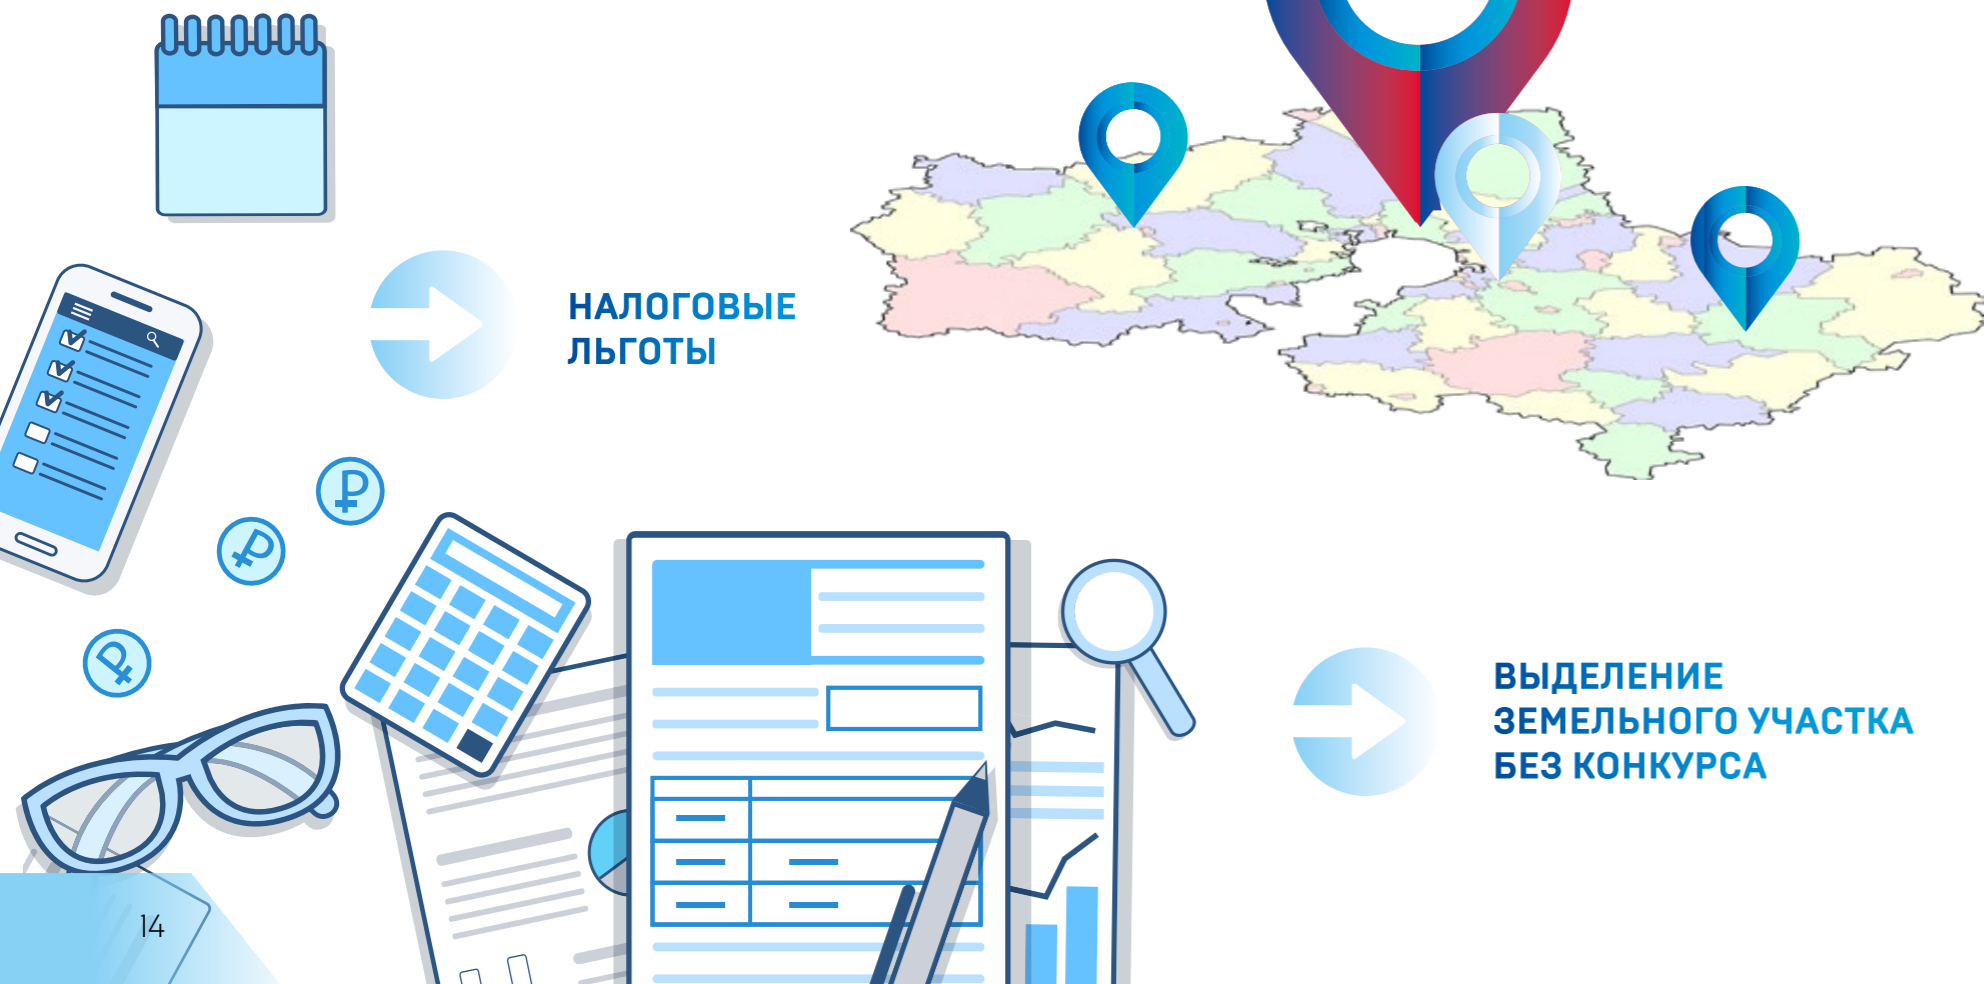 НАЛОГОВЫЕ
ЛЬГОТЫ
ВЫДЕЛЕНИЕ
ЗЕМЕЛЬНОГО УЧАСТКА
БЕЗ КОНКУРСА
14